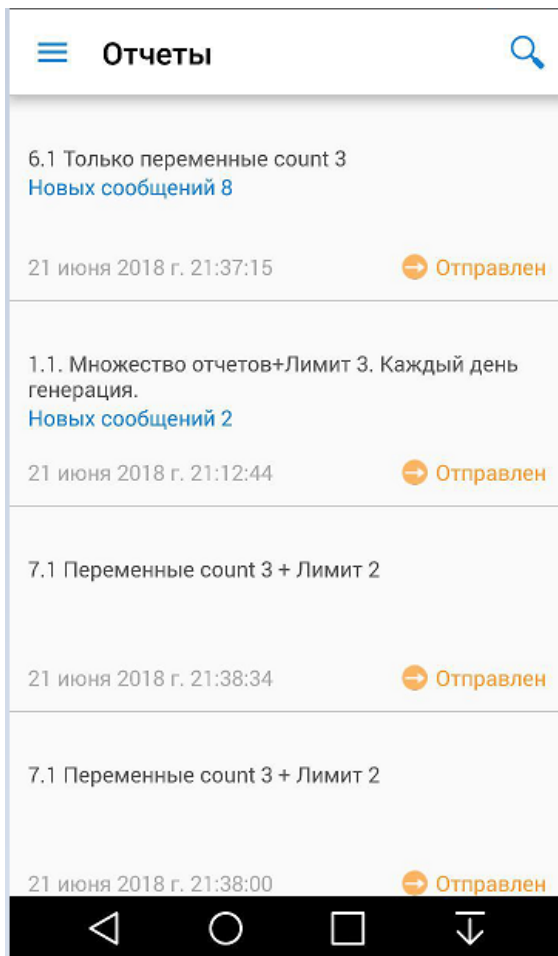 Отчеты
6.1 Только переменные count 3
Новых сообщений 8
21 июня 2018 г. 21:37:15
Отправлен
1.1. Множество отчетов+Лимит 3. Каждый день
генерация.
Новых сообщений 2
21 июня 2018 г. 21:12:44
Отправлен
7.1 Переменные count 3 + Лимит 2
21 июня 2018 г. 21:38:34
Отправлен
7.1 Переменные count 3 + Лимит 2
21 июня 2018 г. 21:38:00
Отправлен